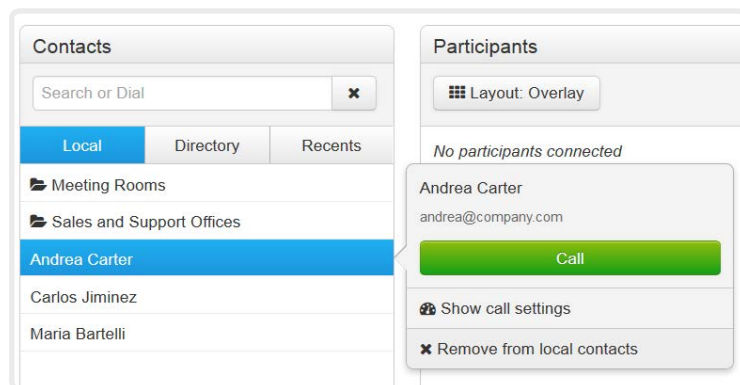 Contacts
Search or Dial
Local Directory Recents
Meeting Rooms
Sales and Support Offices
Andrea Carter
Carlos Jiminez
Maria Bartelli
Participants
Layout: Overlay
No participants connected
Andrea Carter
andrea@company.com
Call
Show call settings
Remove from local contacts